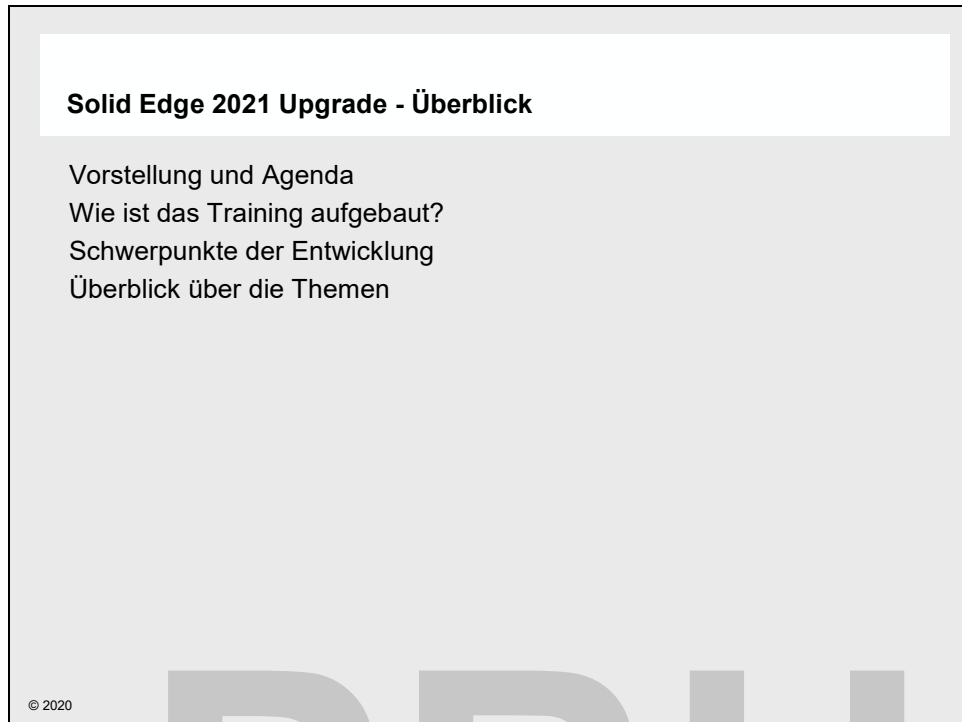 Solid Edge 2021 Upgrade - Überblick
Vorstellung und Agenda
Wie ist das Training aufgebaut?
Schwerpunkte der Entwicklung
Überblick über die Themen
© 2020